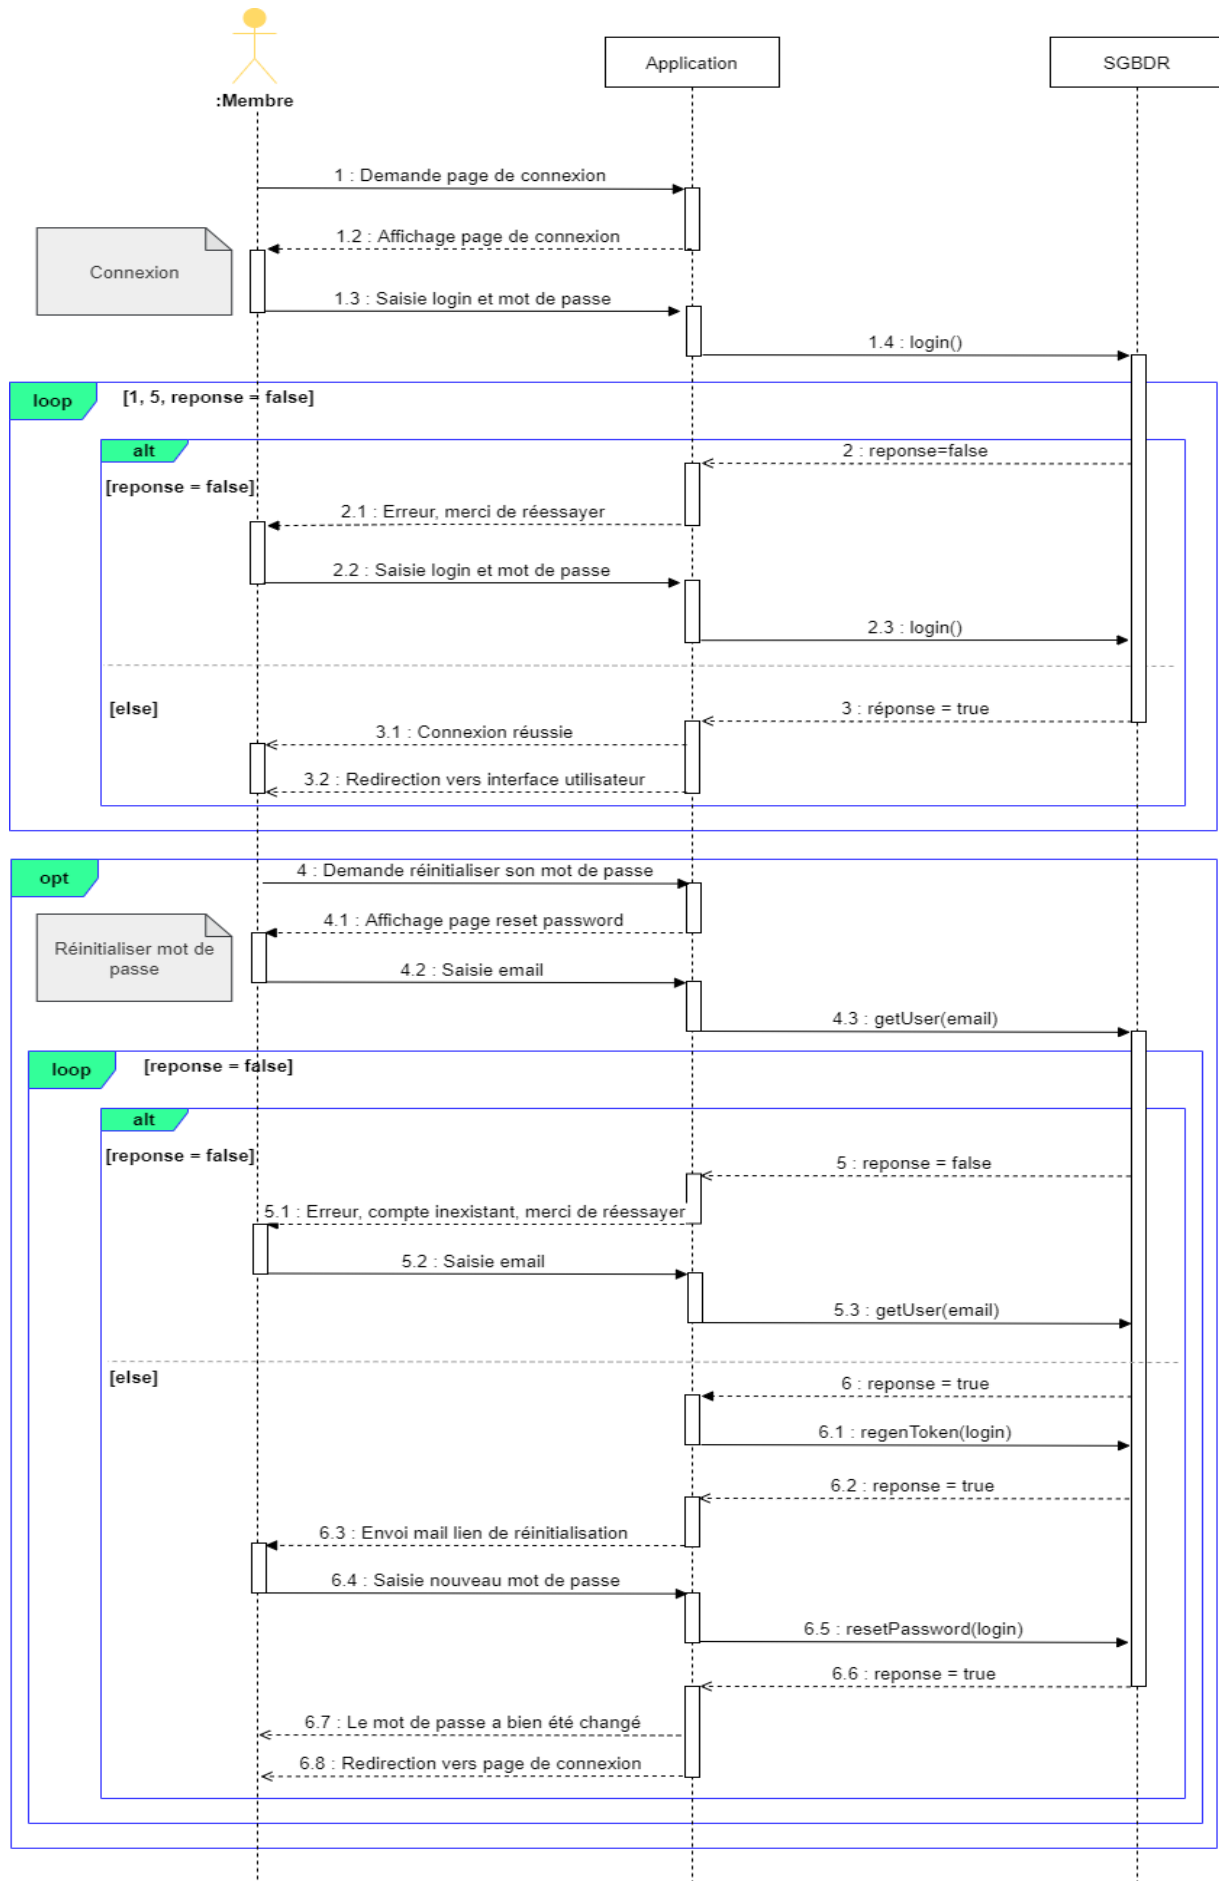 :Membre
Application
SGBDR
1 : Demande page de connexion
1.2 : Affichage page de connexion
Connexion
1.3 : Saisie login et mot de passe
1.4 : login()
loop
[1, 5, reponse = false]
alt
2 : reponse=false
[reponse = false]
2.1 : Erreur, merci de réessayer
2.2 : Saisie login et mot de passe
2.3 : login()
[else]
3 : réponse = true
3.1 : Connexion réussie
3.2 : Redirection vers interface utilisateur
opt
4 : Demande réinitialiser son mot de passe
4.1 : Affichage page reset password
Réinitialiser mot de
passe
4.2 : Saisie email
4.3 : getUser(email)
loop
[reponse = false]
alt
[reponse = false]
5 : reponse = false
5.1 : Erreur, compte inexistant, merci de réessayer
5.2 : Saisie email
5.3 : getUser(email)
[else]
6 : reponse = true
6.1 : regenToken(login)
6.2 : reponse = true
6.3 : Envoi mail lien de réinitialisation
6.4 : Saisie nouveau mot de passe
6.5 : resetPassword(login)
6.6 : reponse = true
6.7 : Le mot de passe a bien été changé
6.8 : Redirection vers page de connexion